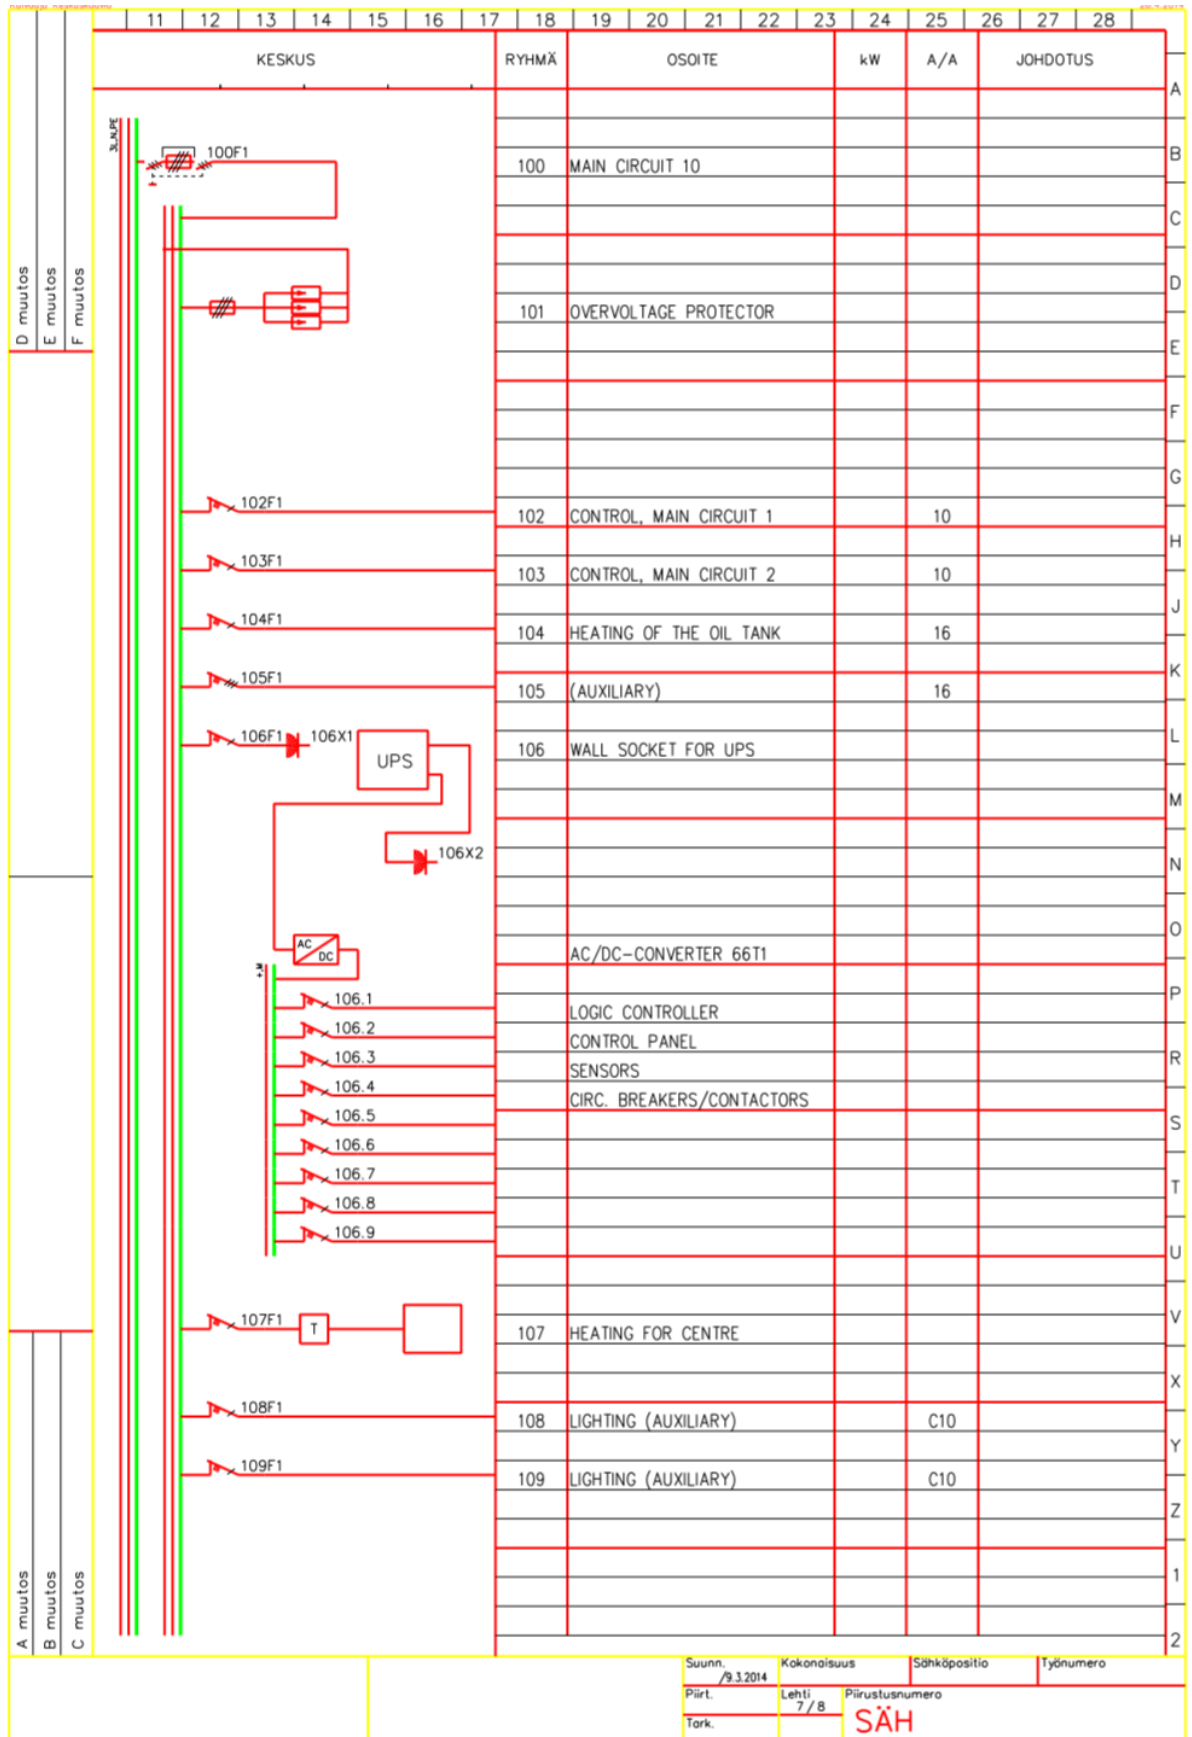 11 12 13 14 15 16 17 18 19 20 21 22 23 24 25 26 27 28
KESKUS RYHMÄ OSOITE kW A/A JOHDOTUS
A
3L,N,PE
100F1
B
100 MAIN CIRCUIT 10
C
D muutos
E muutos
F muutos
D
101 OVERVOLTAGE PROTECTOR
E
F
G
102F1
102 CONTROL, MAIN CIRCUIT 1 10
H
103F1
103 CONTROL, MAIN CIRCUIT 2 10
J
104F1
104 HEATING OF THE OIL TANK 16
K
105F1
105 (AUXILIARY) 16
L
106F1 106X1
UPS
106 WALL SOCKET FOR UPS
M
106X2
N
O
AC
DC
AC/DC-CONVERTER 66T1
+,M
P
106.1
LOGIC CONTROLLER
106.2
CONTROL PANEL
R
106.3
SENSORS
106.4
CIRC. BREAKERS/CONTACTORS
106.5
S
106.6
106.7
T
106.8
106.9
U
V
107F1
T
107 HEATING FOR CENTRE
X
108F1
108 LIGHTING (AUXILIARY) C10
Y
109F1
109 LIGHTING (AUXILIARY) C10
Z
1
A muutos
B muutos
C muutos
2
Suunn. Kokonaisuus Sähköpositio Työnumero
/9.3.2014
Piirt. Lehti Piirustusnumero
7/8
SÄH
Tark.